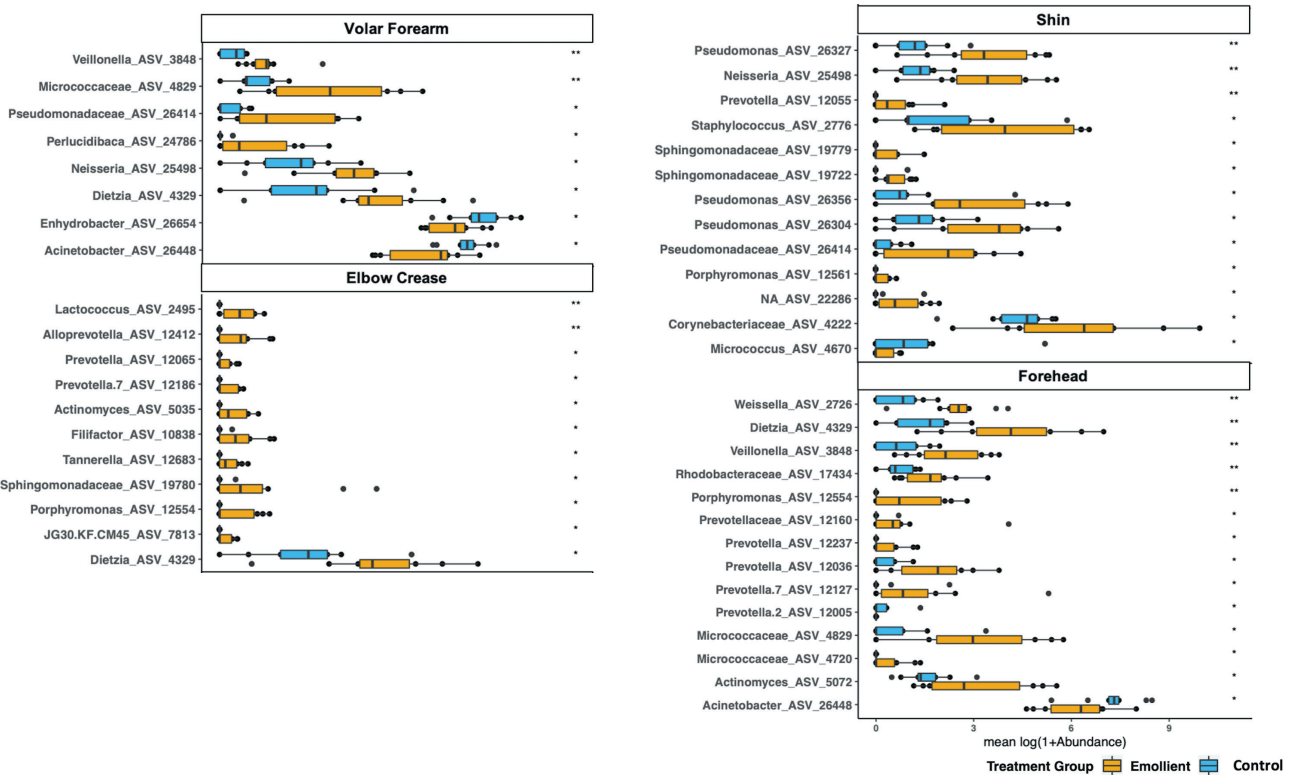 Volar Forearm
Veillonella_ASV_3848 **
Micrococcaceae_ASV_4829 **
Pseudomonadaceae_ASV_26414 *
Perlucidibaca_ASV_24786 *
Neisseria_ASV_25498 *
Dietzia_ASV_4329 *
Enhydrobacter_ASV_26654 *
Acinetobacter_ASV_26448 *
Elbow Crease
Lactococcus_ASV_2495 **
Alloprevotella_ASV_12412 **
Prevotella_ASV_12065 *
Prevotella.7_ASV_12186 *
Actinomyces_ASV_5035 *
Filifactor_ASV_10838 *
Tannerella_ASV_12683 *
Sphingomonadaceae_ASV_19780 *
Porphyromonas_ASV_12554 *
JG30.KF.CM45_ASV_7813 *
Dietzia_ASV_4329 *
Shin
Pseudomonas_ASV_26327 **
Neisseria_ASV_25498 **
Prevotella_ASV_12055 **
Staphylococcus_ASV_2776 *
Sphingomonadaceae_ASV_19779 *
Sphingomonadaceae_ASV_19722 *
Pseudomonas_ASV_26356 *
Pseudomonas_ASV_26304 *
Pseudomonadaceae_ASV_26414 *
Porphyromonas_ASV_12561 *
NA_ASV_22286 *
Corynebacteriaceae_ASV_4222 *
Micrococcus_ASV_4670 *
Forehead
Weissella_ASV_2726 **
Dietzia_ASV_4329 **
Veillonella_ASV_3848 **
Rhodobacteraceae_ASV_17434 **
Porphyromonas_ASV_12554 **
Prevotellaceae_ASV_12160 *
Prevotella_ASV_12237 *
Prevotella_ASV_12036 *
Prevotella.7_ASV_12127 *
Prevotella.2_ASV_12005 *
Micrococcaceae_ASV_4829 *
Micrococcaceae_ASV_4720 *
Actinomyces_ASV_5072 *
Acinetobacter_ASV_26448 *
0 3 6 9
mean log(1+Abundance)
Treatment Group Emollient Control